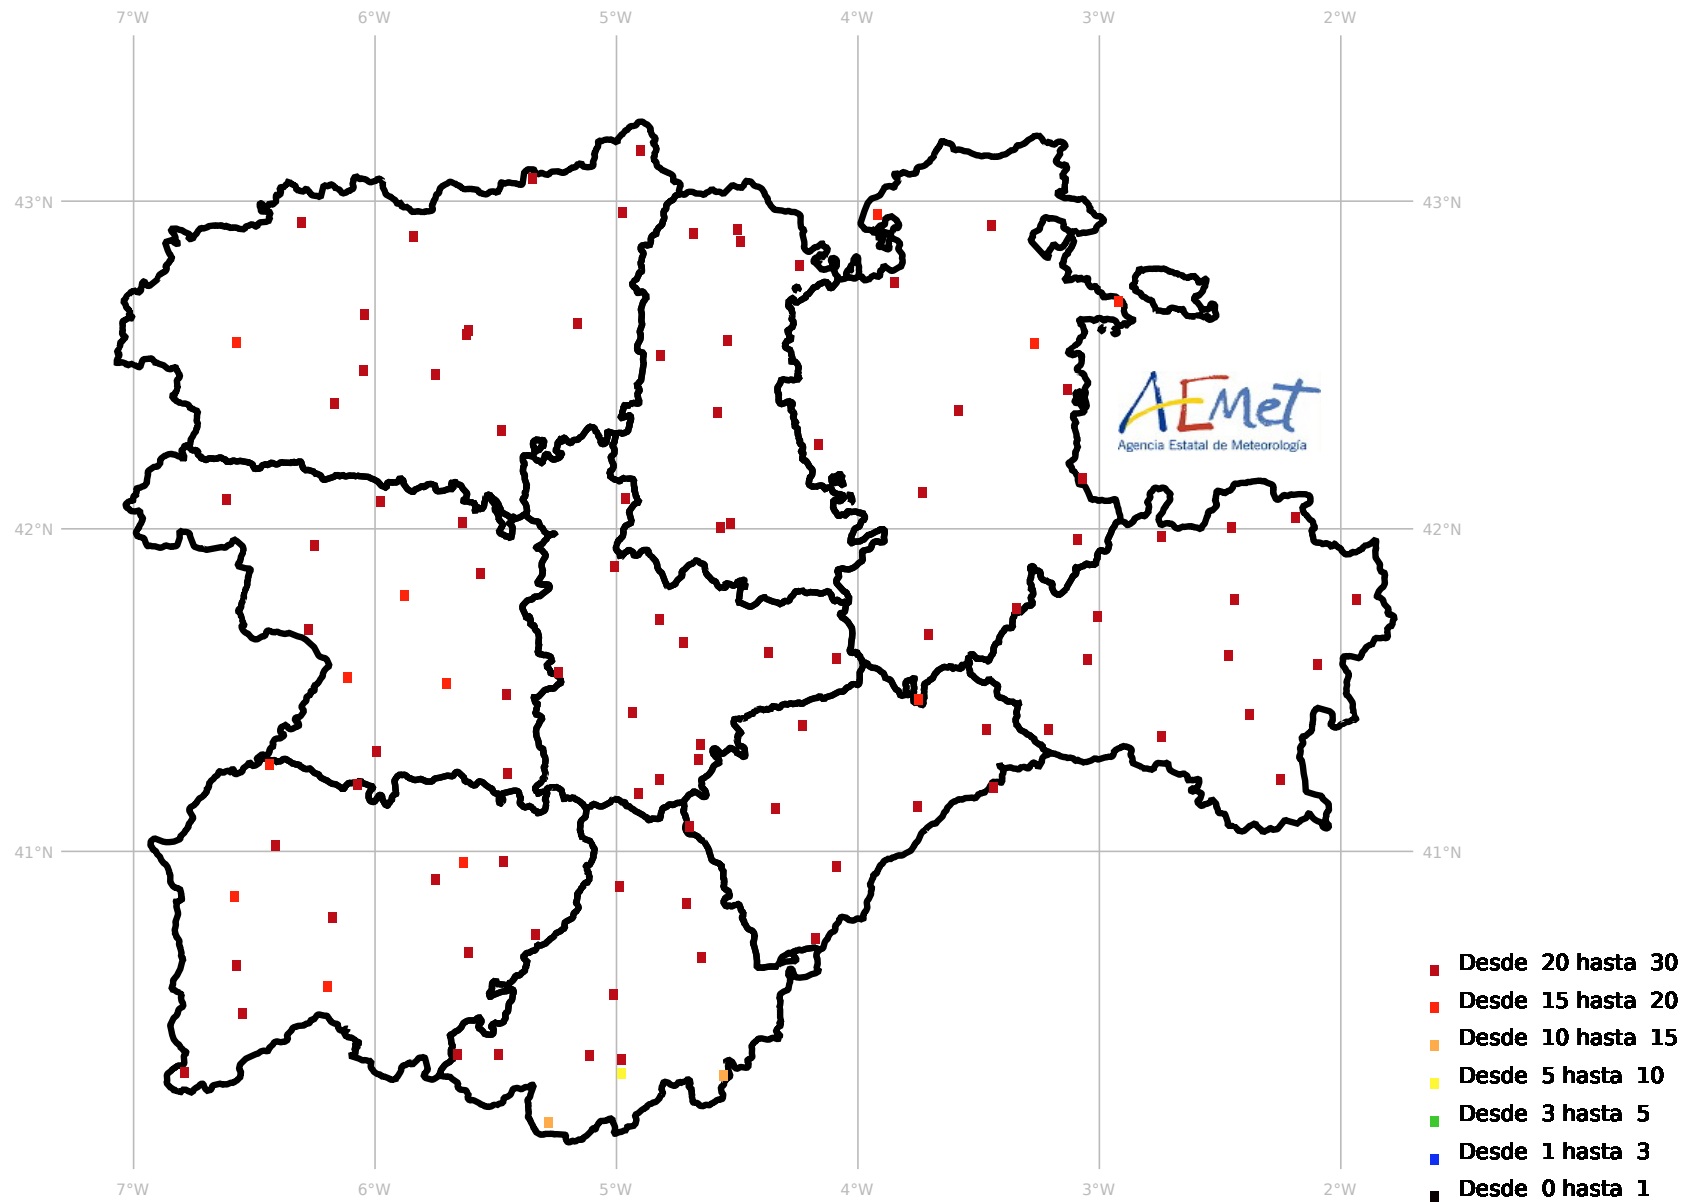 7°W 6°W 5°W 4°W 3°W 2°W
43°N 43°N
AEMet
Agencia Estatal de Meteorología
42°N 42°N
41°N 41°N
Desde 20 hasta 30
Desde 15 hasta 20
Desde 10 hasta 15
Desde 5 hasta 10
Desde 3 hasta 5
Desde 1 hasta 3
Desde 0 hasta 1
7°W 6°W 5°W 4°W 3°W 2°W